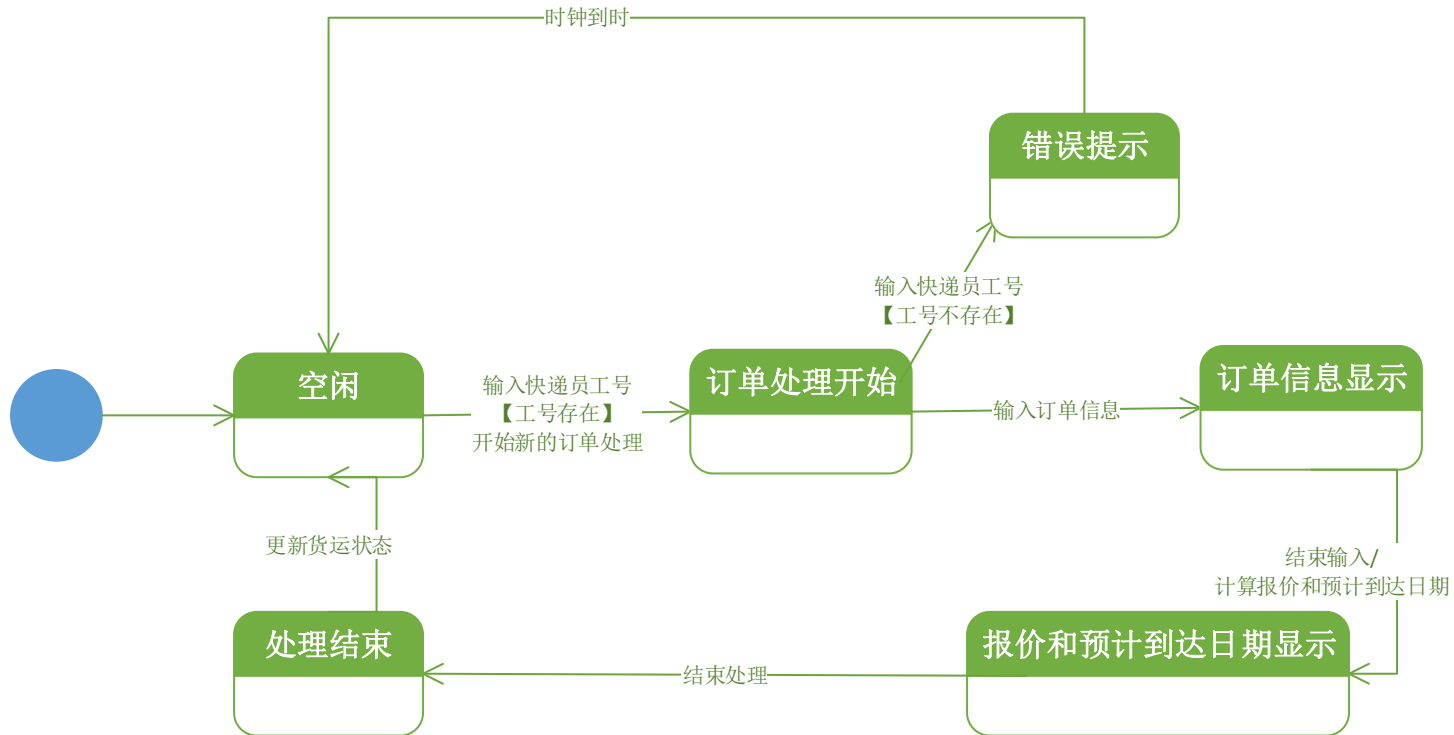 时钟到时
错误提示
输入快递员工号
【工号不存在】
空闲
输入快递员工号
【工号存在】
开始新的订单处理
订单处理开始
输入订单信息
订单信息显示
更新货运状态
结束输入/
计算报价和预计到达日期
处理结束
结束处理
报价和预计到达日期显示